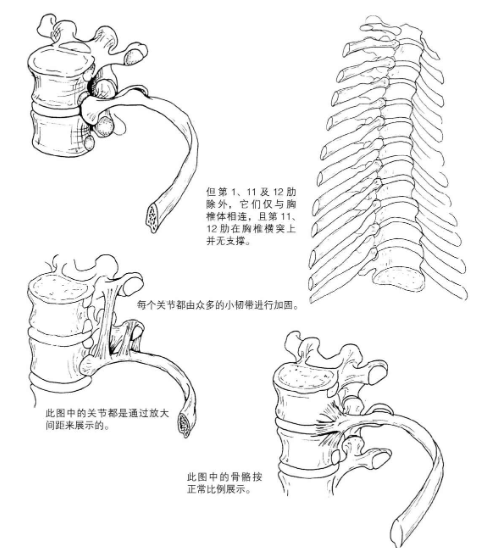 但第 1、11 及 12 肋
除外，它们仅与胸
椎体相连，且第 11、
12 肋在胸椎横突上
并无支撑。
每个关节都由众多的小韧带进行加固。
此图中的关节都是通过放大
间距来展示的。
此图中的骨骼按
正常比例展示。